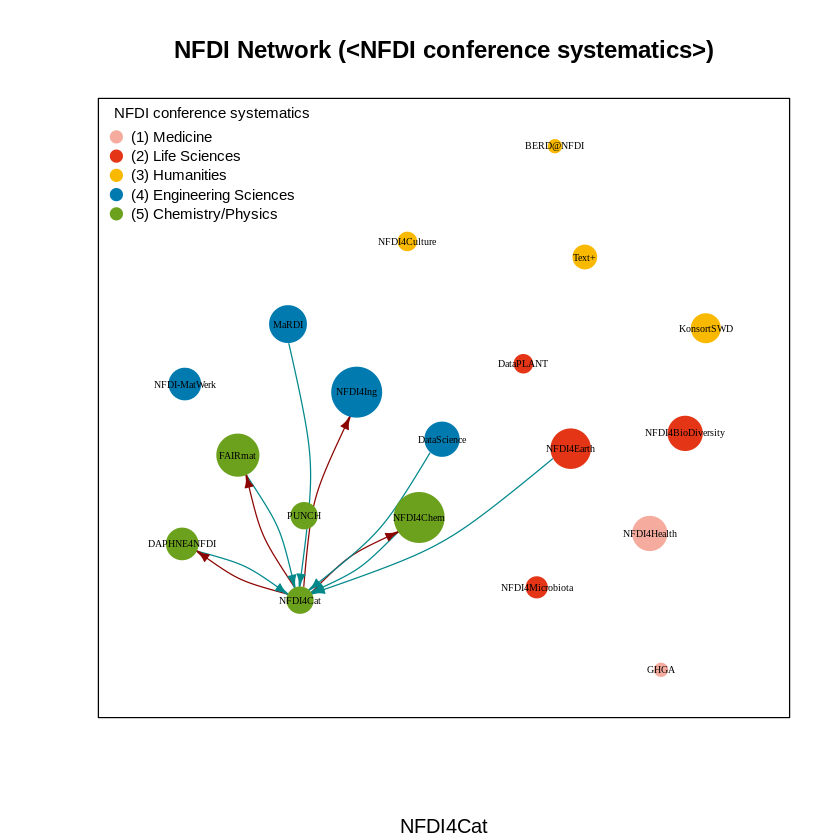 NFDI Network (<NFDI conference systematics>)
NFDI conference systematics
(1) Medicine
(2) Life Sciences
(3) Humanities
(4) Engineering Sciences
(5) Chemistry/Physics
BERD@NFDI
NFDI4Culture
Text+
MaRDI
KonsortSWD
DataPLANT
NFDI-MatWerk
NFDI4Ing
NFDI4BioDiversity
DataScience
NFDI4Earth
FAIRmat
PUNCH
NFDI4Chem
NFDI4Health
DAPHNE4NFDI
NFDI4Microbiota
NFDI4Cat
GHGA
NFDI4Cat